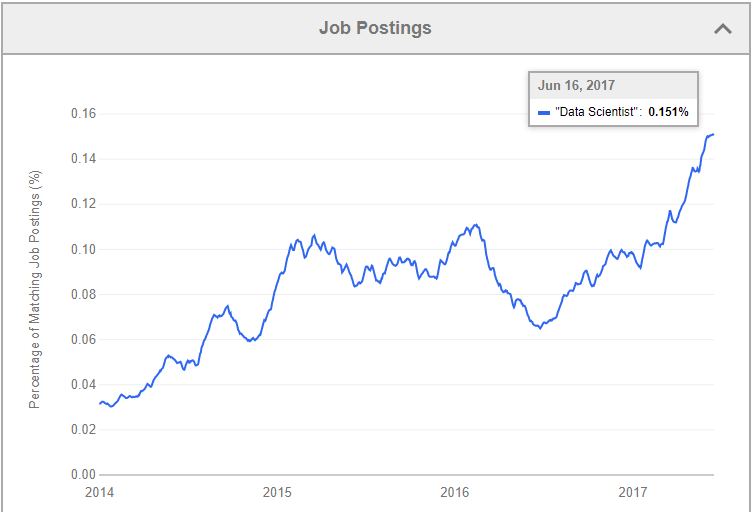 Job Postings
Jun 16, 2017
"Data Scientist": 0.151%
Percentage of Matching Job Postings (%)
0.16
0.14
0.12
0.10
0.08
0.06
0.04
0.02
0.00
2014 2015 2016 2017